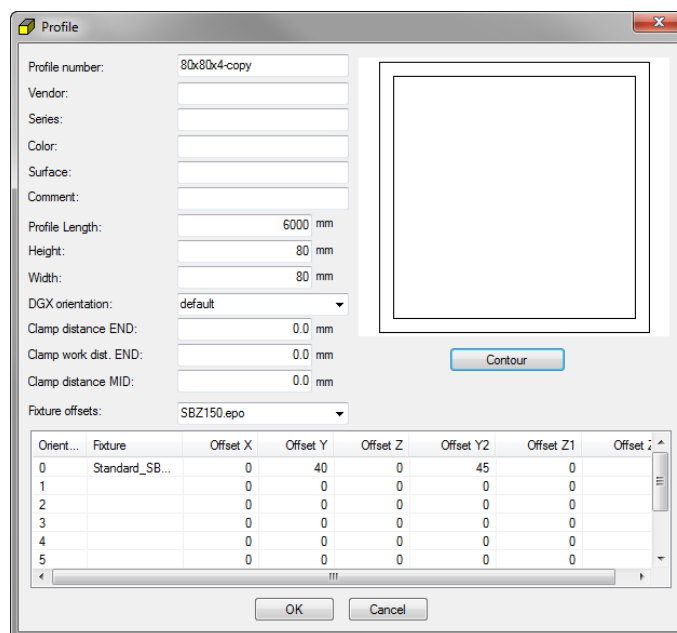 Profile
Profile number: 80x80x4-copy
Vendor:
Series:
Color:
Surface:
Comment:
Profile Length: 6000 mm
Height: 80 mm
Width: 80 mm
DGX orientation: default
Clamp distance END: 0.0 mm
Clamp work dist. END: 0.0 mm
Contour
Clamp distance MID: 0.0 mm
Fixture offsets: SBZ150.epo
Orient... Fixture Offset X Offset Y Offset Z Offset Y2 Offset Z1 Offset Z
0 Standard_SB... 0 40 0 45 0
1 0 0 0 0 0
2 0 0 0 0 0
3 0 0 0 0 0
4 0 0 0 0 0
5 0 0 0 0 0
OK Cancel